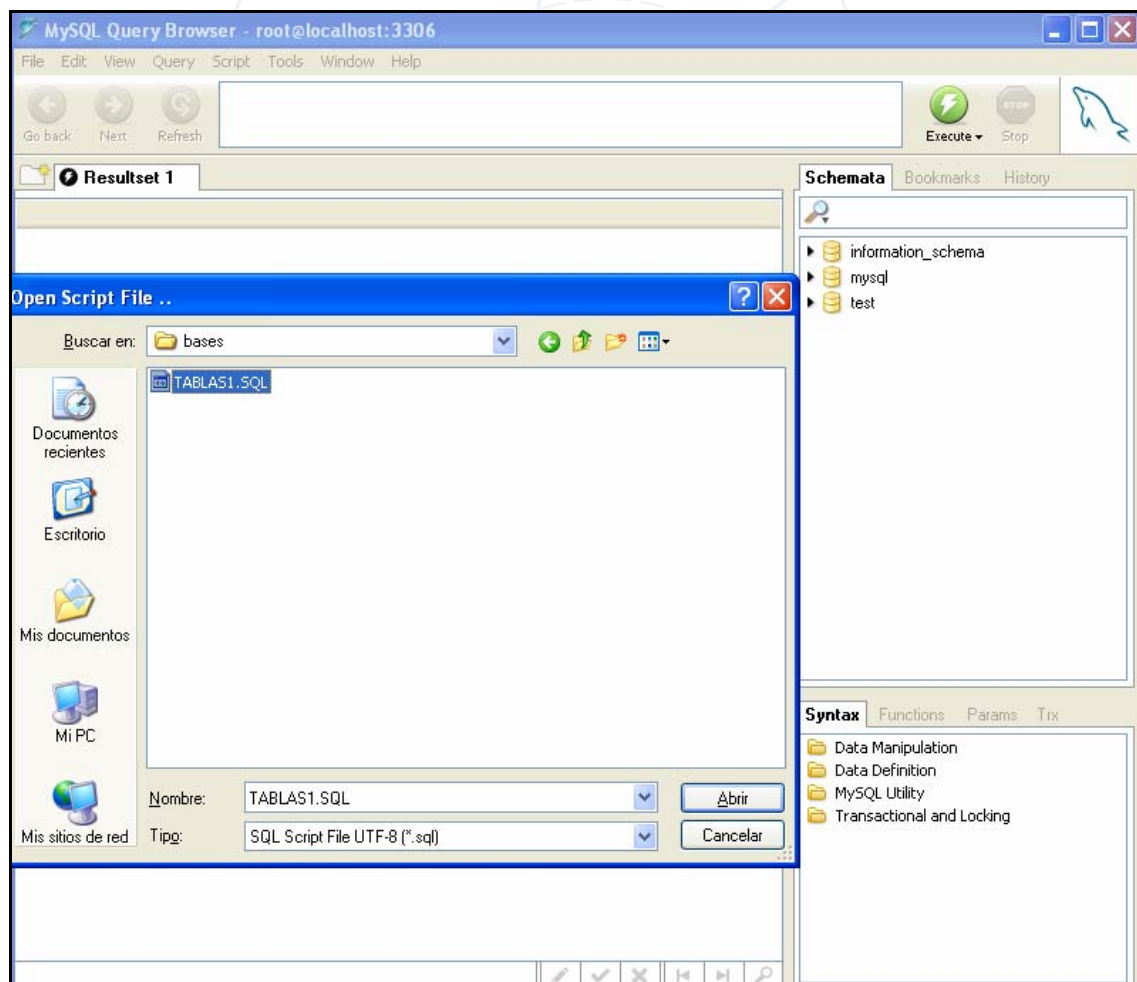 MySQL Query Browser - root@localhost:3306
File Edit View Query Script Tools Window Help
Go back Next Refresh Execute Stop
STOP
Resultset 1
Schemata Bookmarks History
information_schema
mysql
test
Open Script File ..
Buscar en: bases
TABLAS1.SQL
Documentos
recientes
Escritorio
Mis documentos
Mi PC
Mis sitios de red
Nombre: TABLAS1.SQL Abrir
Tipo: SQL Script File UTF-8 (*.sql) Cancelar
Syntax Functions Params Trx
Data Manipulation
Data Definition
MySQL Utility
Transactional and Locking